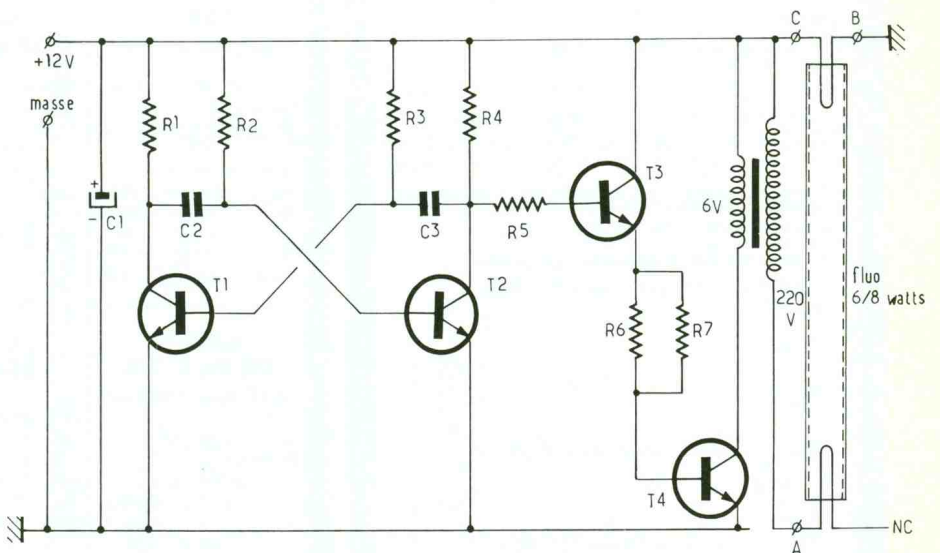 +12V
masse
C1
+
-
R1
R2
C2
T1
R3
R4
C3
T2
R5
T3
R6
R7
T4
6V
220
V
C
B
fluo
6/8 watts
A
NC